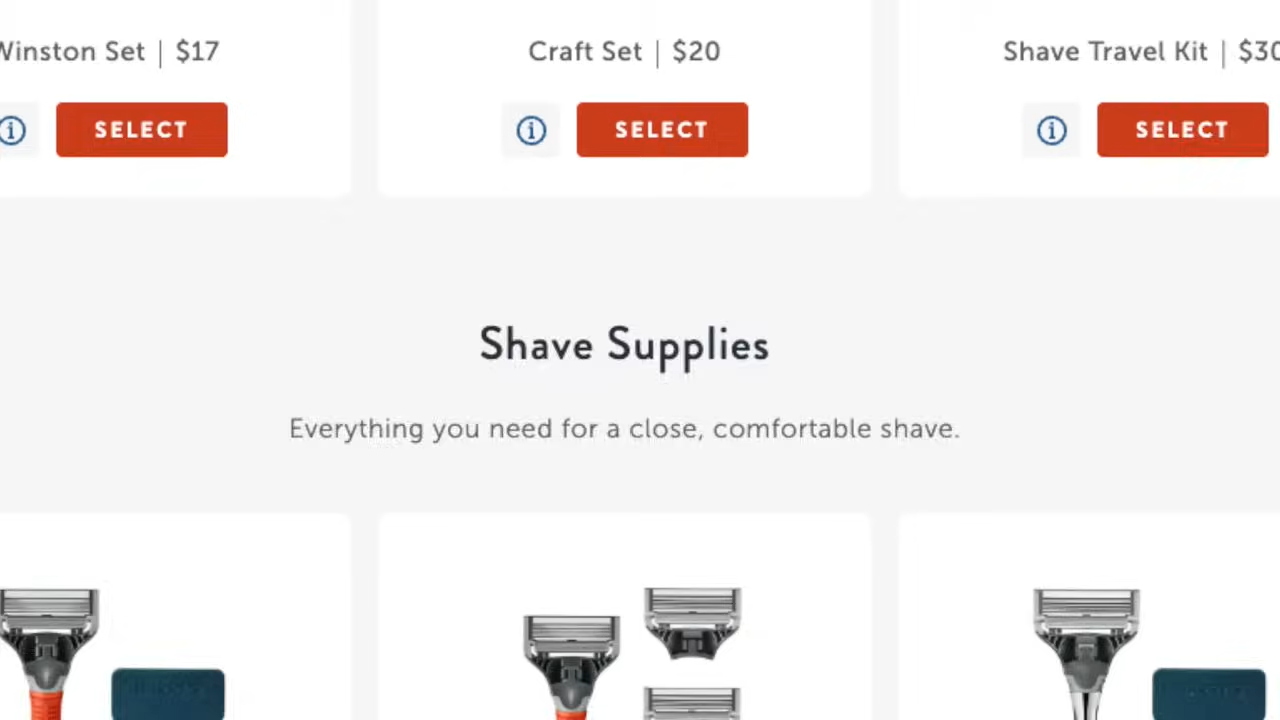 Winston Set | $17
Craft Set | $20
Shave Travel Kit | $30
SELECT
SELECT
SELECT
Shave Supplies
Everything you need for a close, comfortable shave.